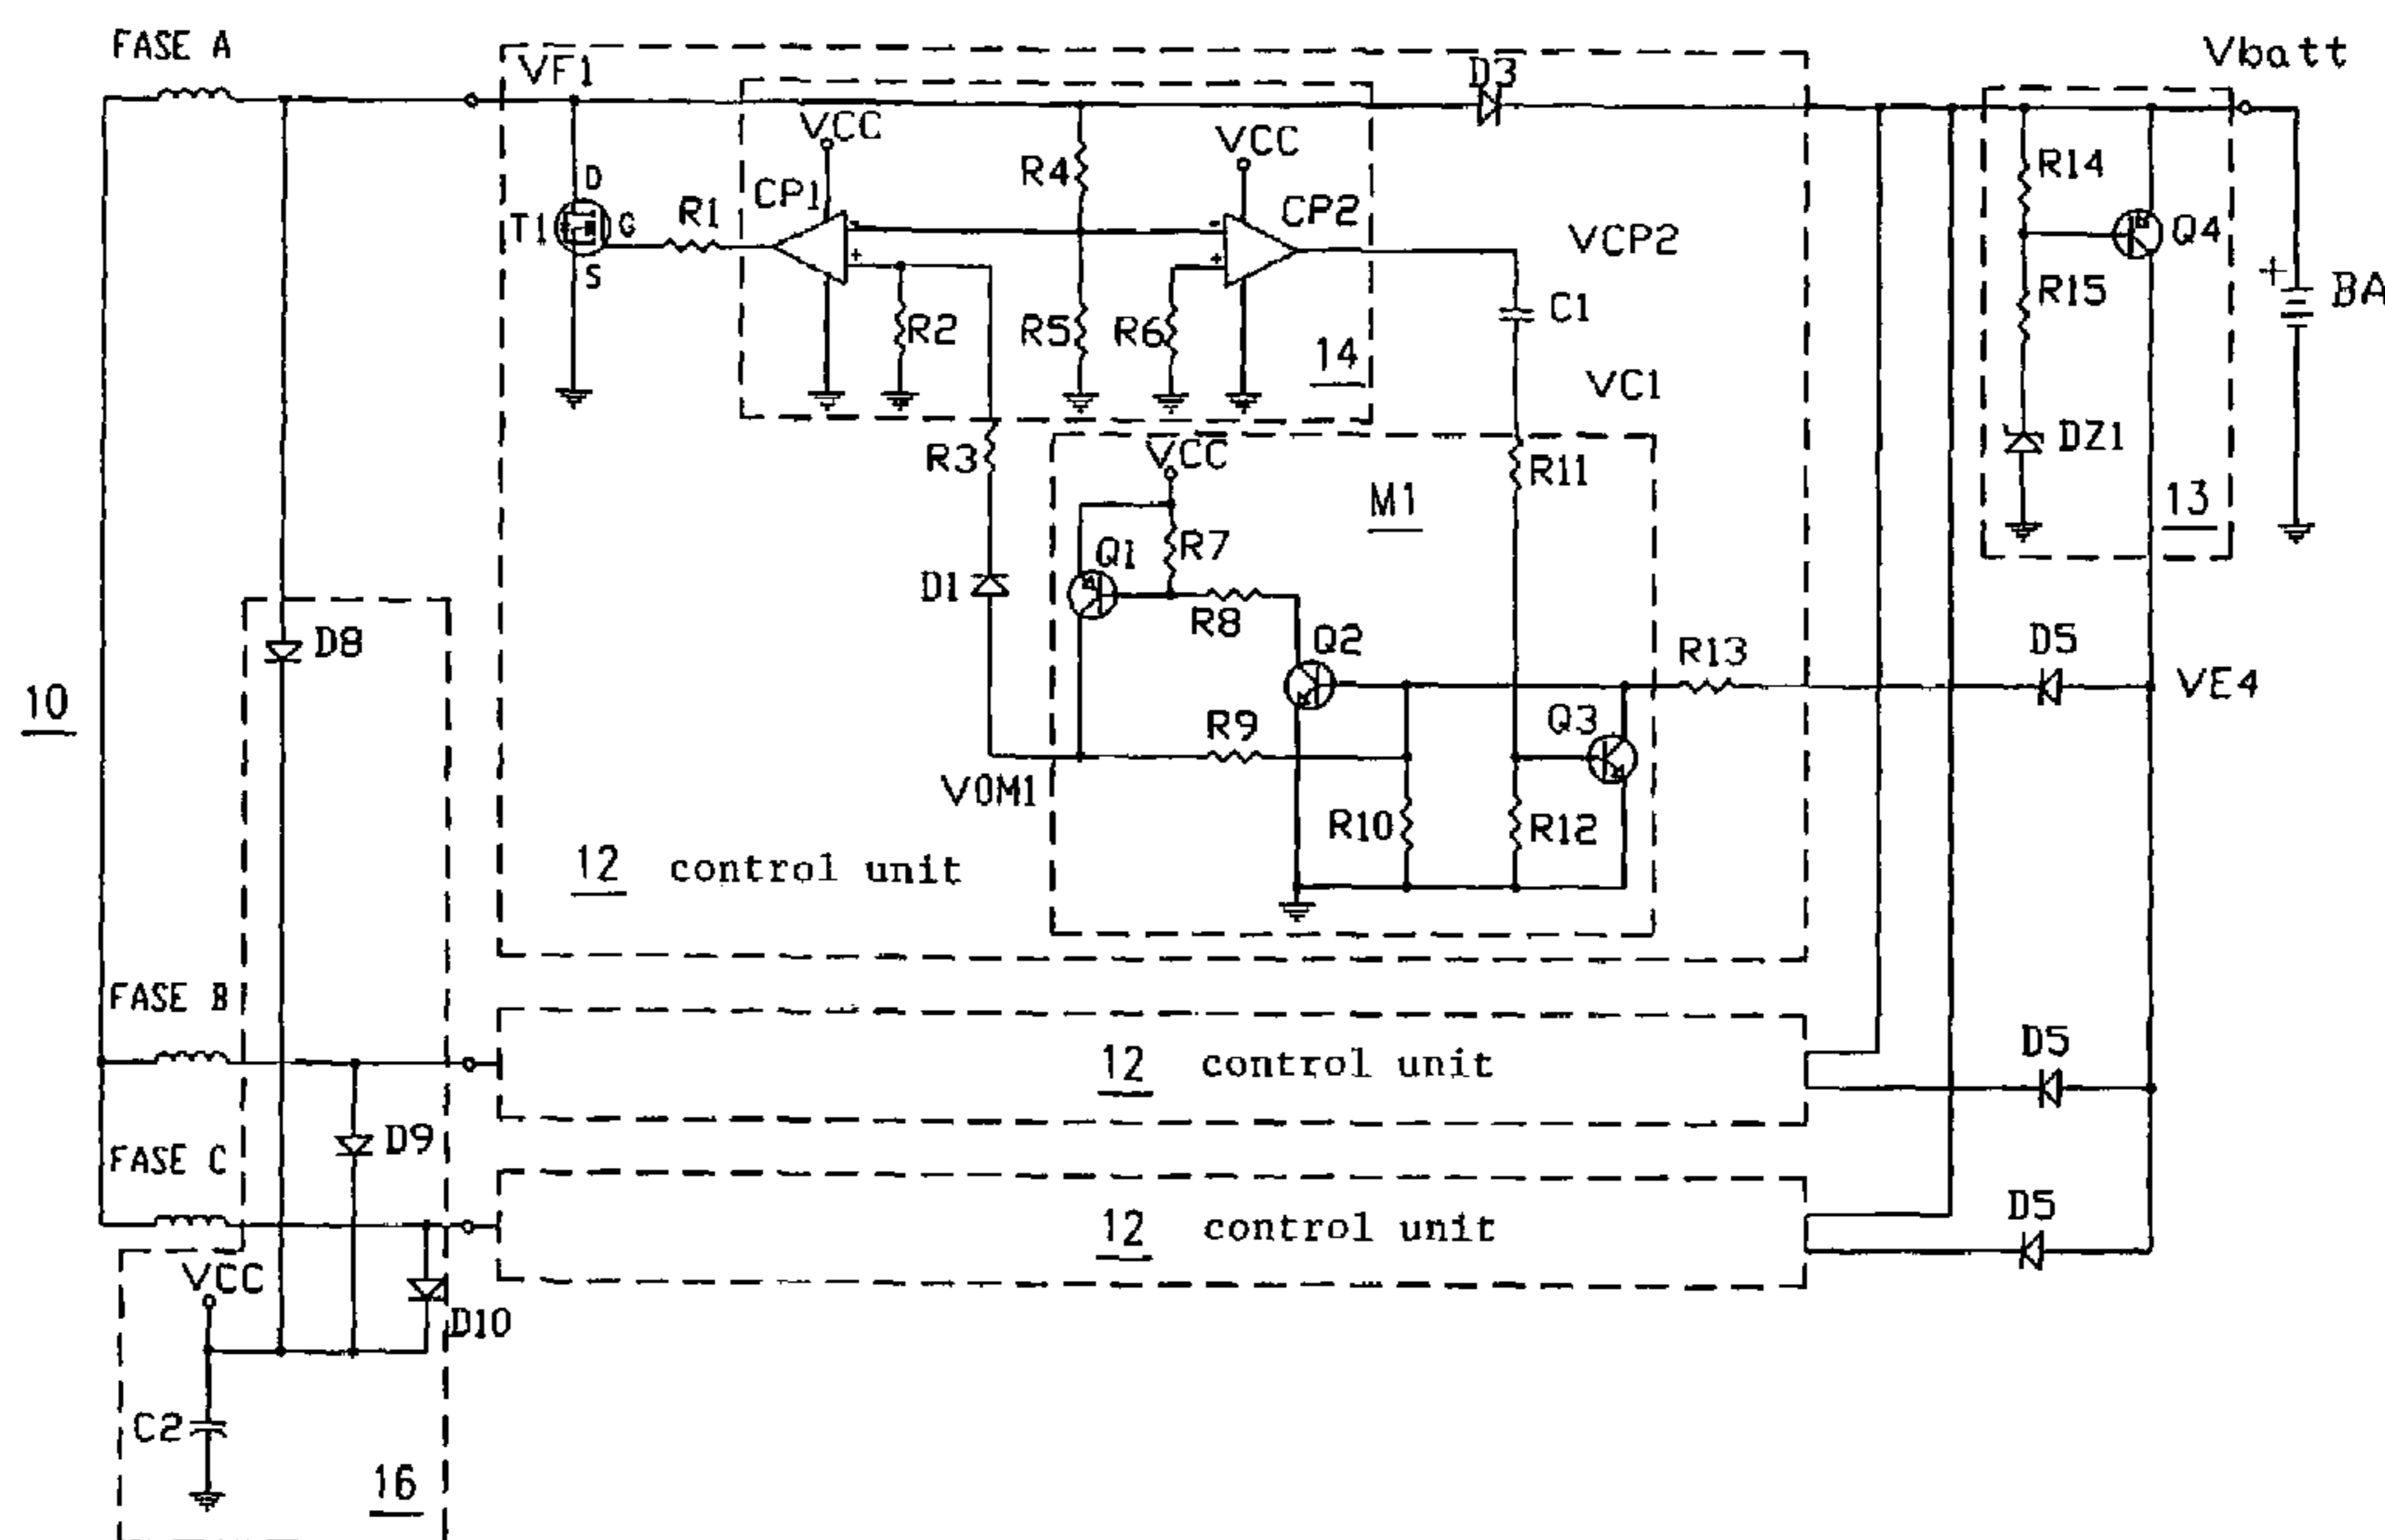 FASE A
VF1
D3
Vbatt
VCC
VCC
R14
R4
D
CP1
CP2
T1
G
R1
VCP2
Q4
S
+
-
+
-
+
R15
BA
C1
R2
R5
R6
14
VC1
DZ1
R3
VCC
R11
M1
13
Q1
R7
D1
R8
Q2
D8
R13
D5
VE4
10
R9
Q3
VOM1
R10
R12
12 control unit
FASE B
D5
12 control unit
D9
FASE C
D5
12 control unit
VCC
D10
C2
16